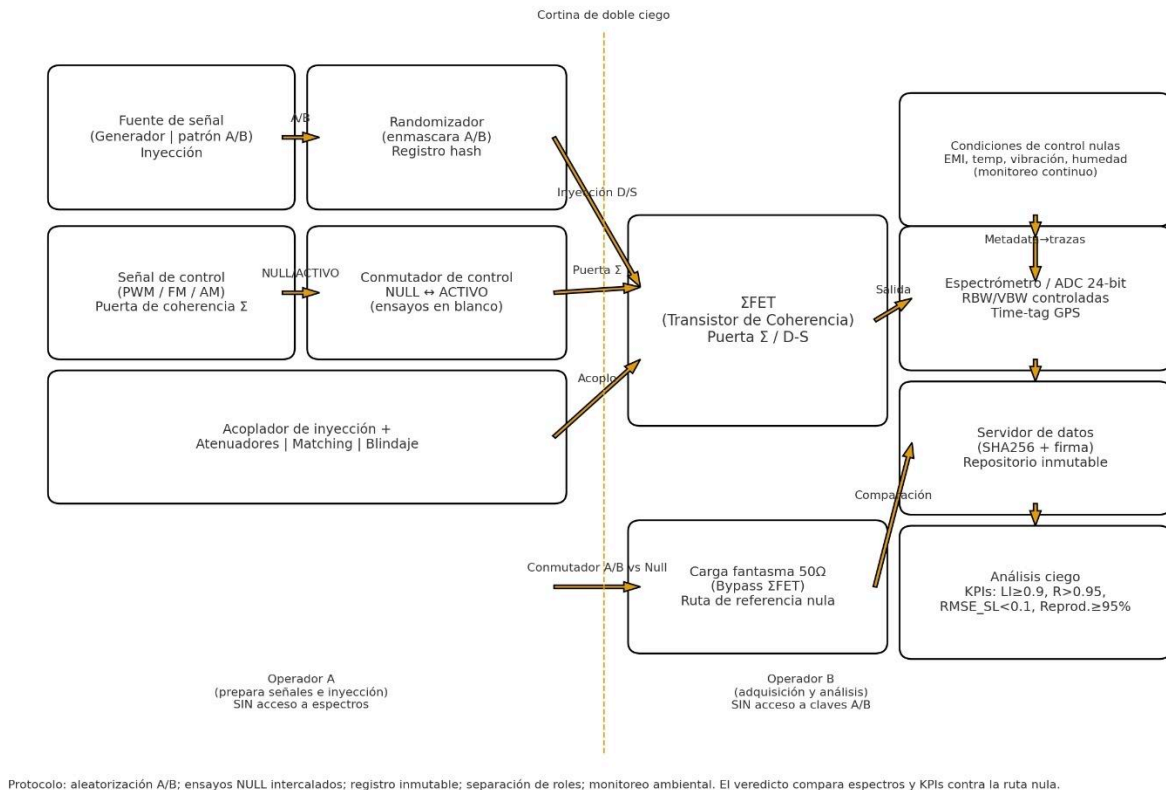 Cortina de doble ciego
Fuente de señal
(Generador | patrón A/B)
Inyección
A/B
Randomizador
(enmascara A/B)
Registro hash
Inyección D/S
Condiciones de control nulas
EMI, temp, vibración, humedad
(monitoreo continuo)
Metadata→trazas
Señal de control
(PWM / FM / AM)
Puerta de coherencia Σ
NULL/ACTIVO
Conmutador de control
NULL ↔ ACTIVO
(ensayos en blanco)
Puerta Σ
ΣFET
(Transistor de Coherencia)
Puerta Σ / D-S
Salida
Espectrómetro / ADC 24-bit
RBW/VBW controladas
Time-tag GPS
Acoplador de inyección +
Atenuadores | Matching | Blindaje
Acoplo
Servidor de datos
(SHA256 + firma)
Repositorio inmutable
Comparación
Conmutador A/B vs Null
Carga fantasma 50Ω
(Bypass ΣFET)
Ruta de referencia nula
Análisis ciego
KPIs: LI≥0.9, R>0.95,
RMSE_SL<0.1, Reprod.≥95%
Operador A
(prepara señales e inyección)
SIN acceso a espectros
Operador B
(adquisición y análisis)
SIN acceso a claves A/B
Protocolo: aleatorización A/B; ensayos NULL intercalados; registro inmutable; separación de roles; monitoreo ambiental. El veredicto compara espectros y KPIs contra la ruta nula.